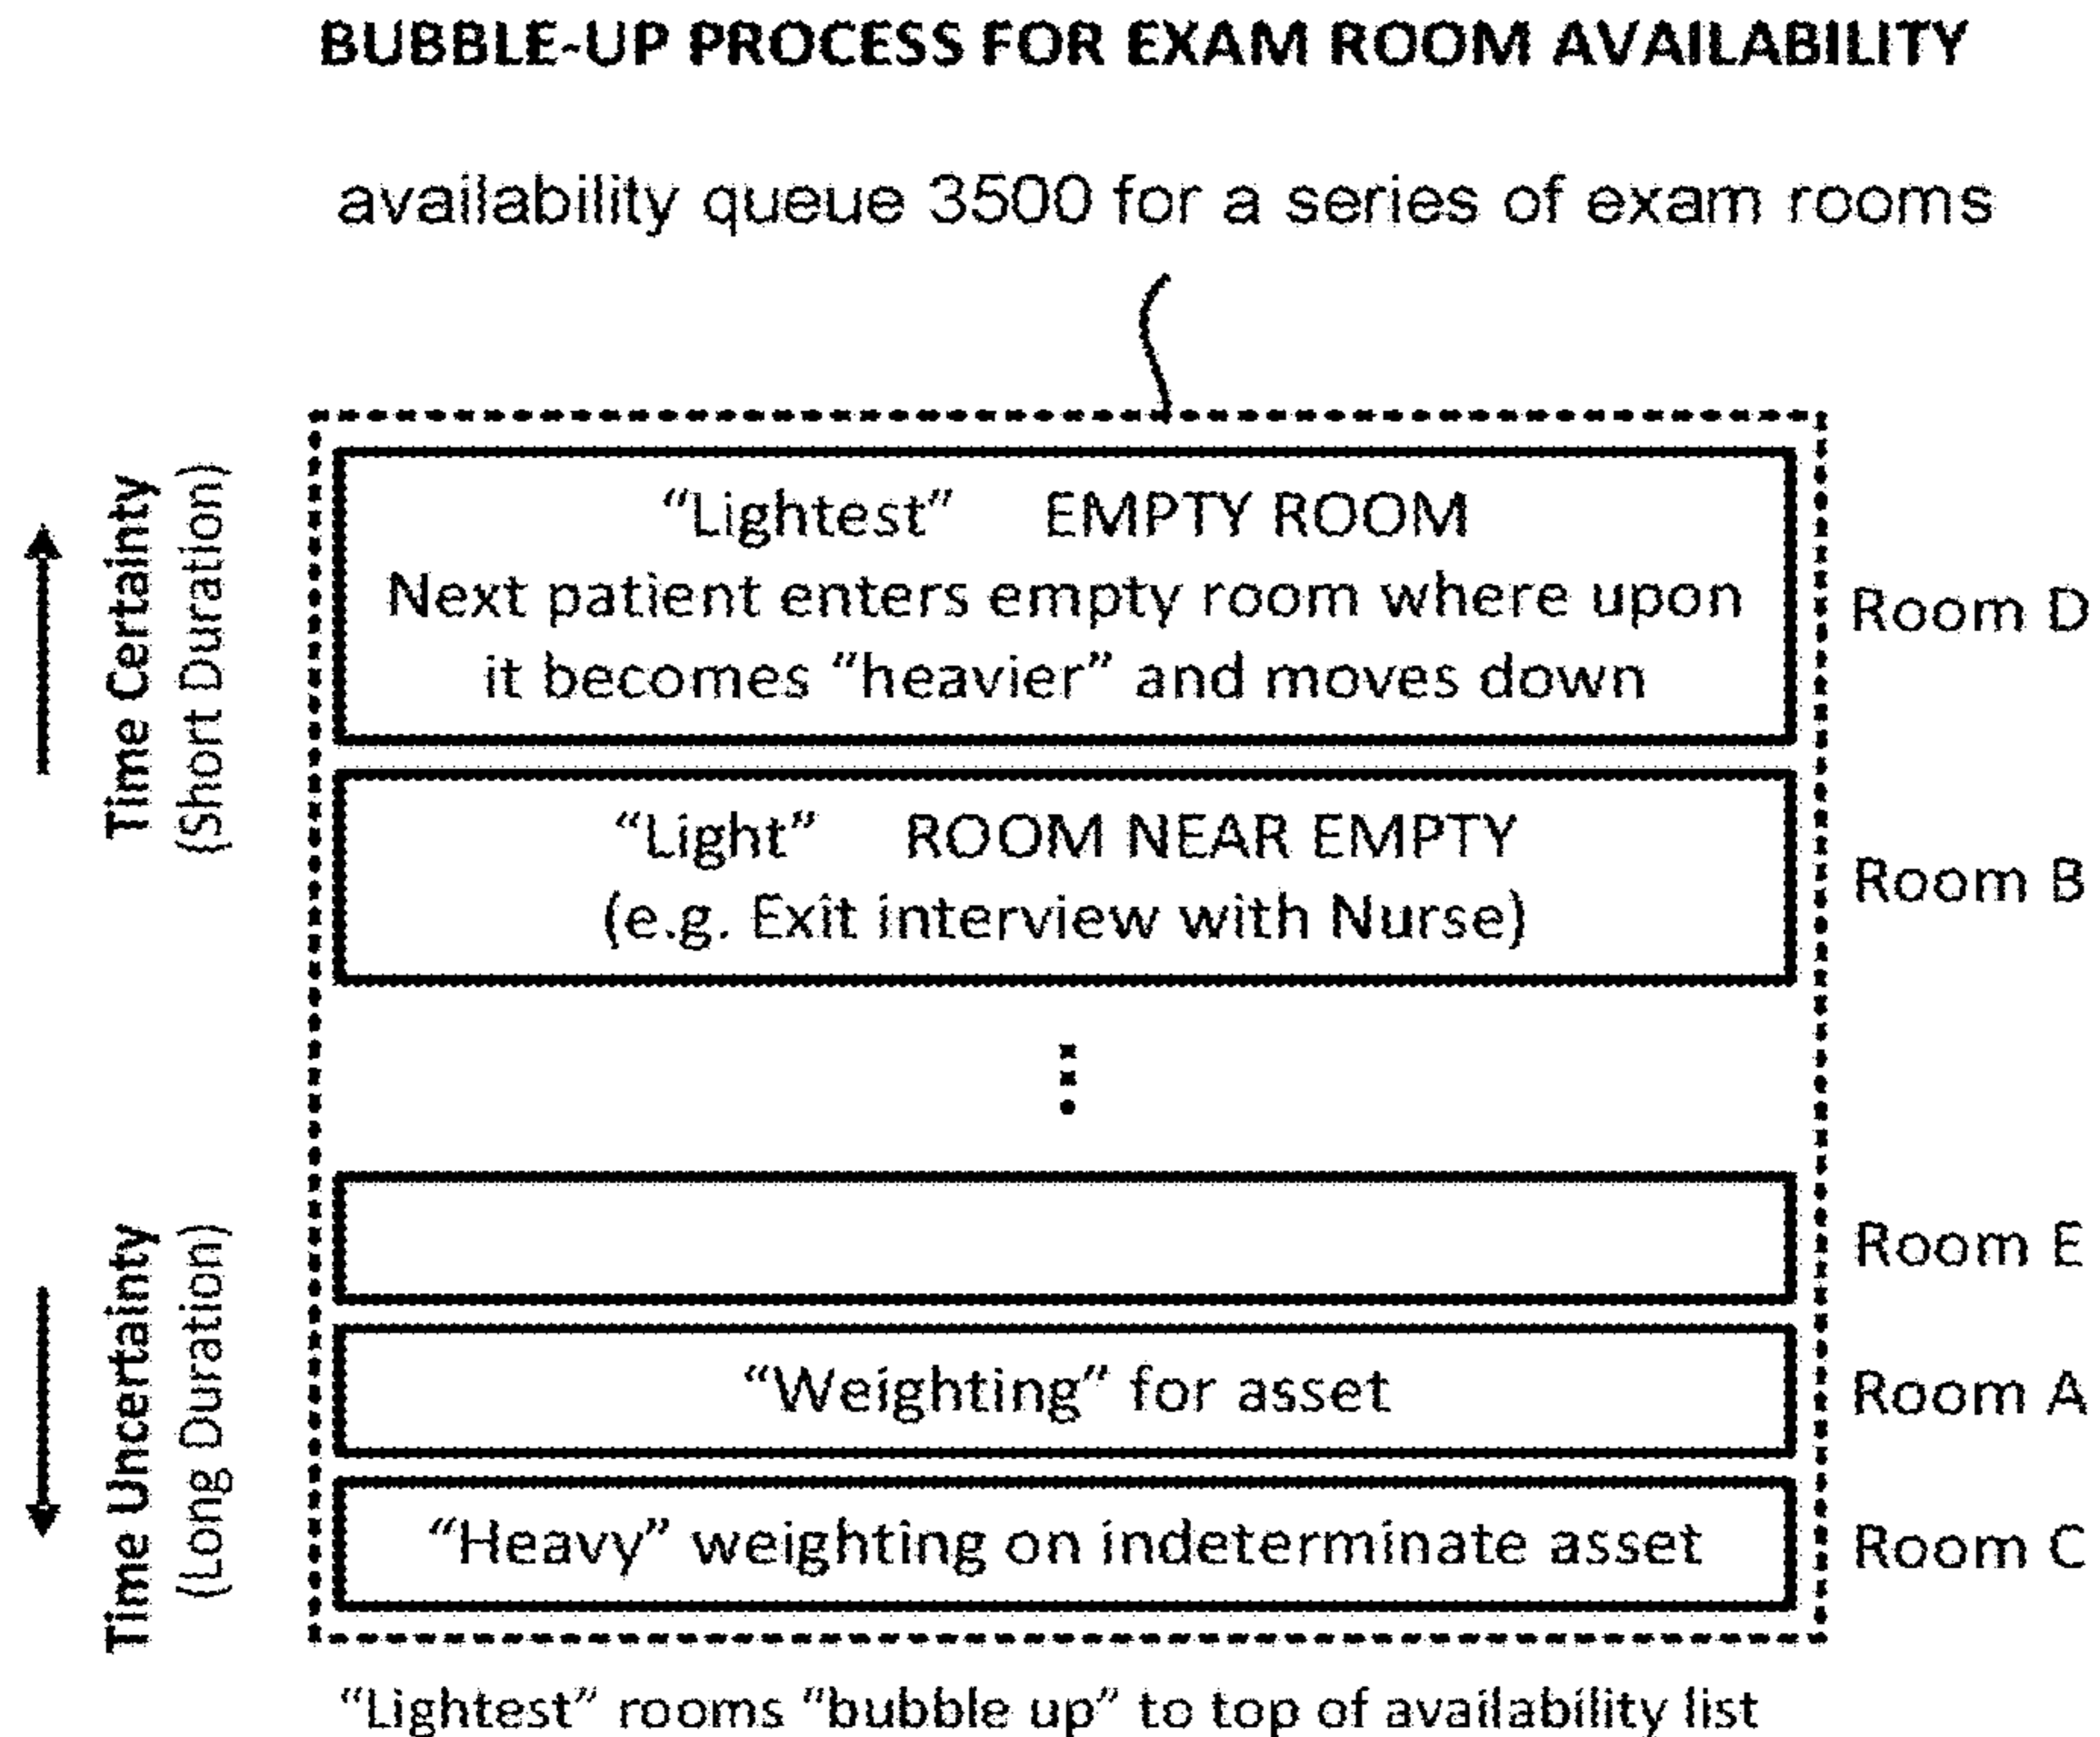 BUBBLE-UP PROCESS FOR EXAM ROOM AVAILABILITY
availability queue 3500 for a series of exam rooms
Time Certainty
(Short Duration)
“Lightest” EMPTY ROOM
Next patient enters empty room where upon
it becomes “heavier” and moves down
Room D
“Light” ROOM NEAR EMPTY
(e.g. Exit interview with Nurse)
Room B
Time Uncertainty
(Long Duration)
Room E
“Weighting” for asset
Room A
“Heavy” weighting on indeterminate asset
Room C
“Lightest” rooms “bubble up” to top of availability list